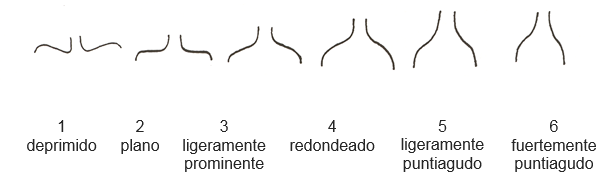 1 2 3 4 5 6
deprimido plano ligeramente redondeado ligeramente fuertemente
prominente puntiagudo puntiagudo